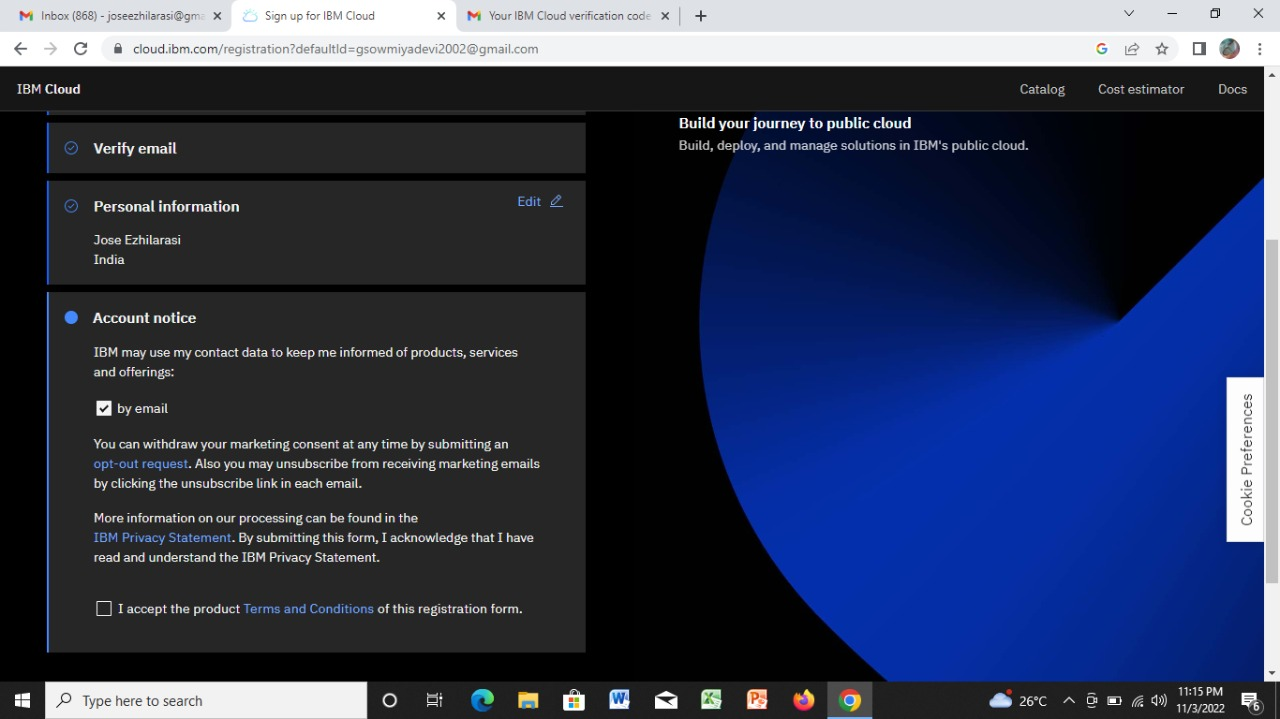 Inbox (868) - joseezhilarasi@gma
Sign up for IBM Cloud
Your IBM Cloud verification code
cloud.ibm.com/registration?defaultId=gsowmiyadevi2002@gmail.com
IBM Cloud
Catalog
Cost estimator
Docs
Verify email
Personal information
Edit
Jose Ezhilarasi
India
Account notice
IBM may use my contact data to keep me informed of products, services
and offerings:
by email
You can withdraw your marketing consent at any time by submitting an
opt-out request. Also you may unsubscribe from receiving marketing emails
by clicking the unsubscribe link in each email.
More information on our processing can be found in the
IBM Privacy Statement. By submitting this form, I acknowledge that I have
read and understand the IBM Privacy Statement.
I accept the product Terms and Conditions of this registration form.
Build your journey to public cloud
Build, deploy, and manage solutions in IBM's public cloud.
Cookie Preferences
Type here to search
26°C
11:15 PM
11/3/2022
6